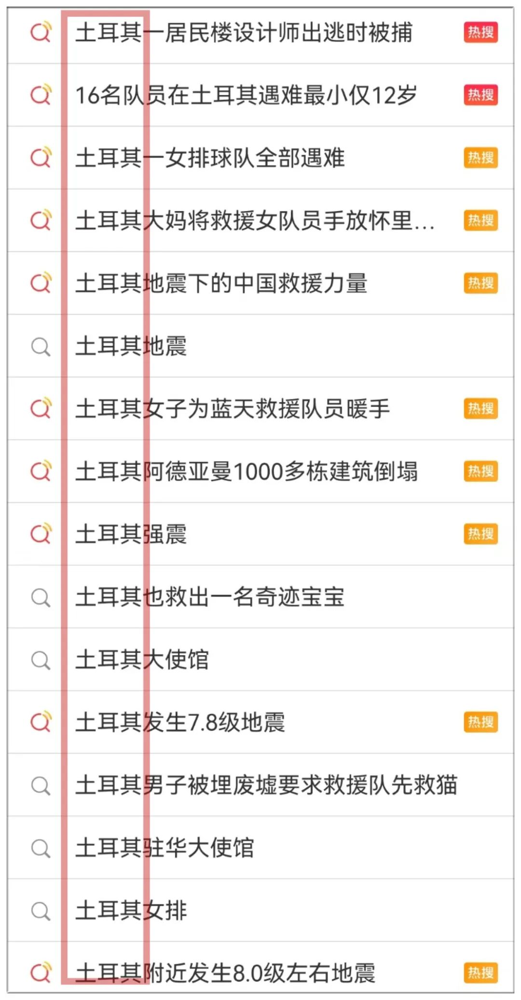 土耳其一居民楼设计师出逃时被捕 热搜
16名队员在土耳其遇难最小仅12岁 热搜
土耳其一女排球队全部遇难 热搜
土耳其大妈将救援女队员手放怀里... 热搜
土耳其地震下的中国救援力量 热搜
土耳其地震
土耳其女子为蓝天救援队员暖手 热搜
土耳其阿德亚曼1000多栋建筑倒塌 热搜
土耳其强震 热搜
土耳其也救出一名奇迹宝宝
土耳其大使馆
土耳其发生7.8级地震 热搜
土耳其男子被埋废墟要求救援队先救猫
土耳其驻华大使馆
土耳其女排
土耳其附近发生8.0级左右地震 热搜